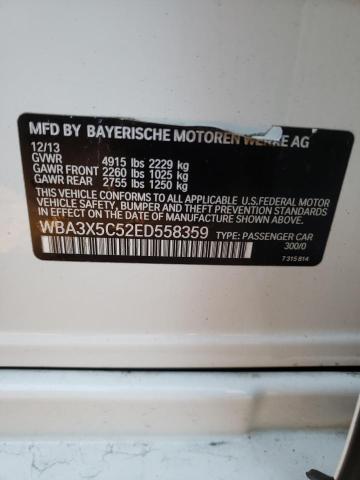 MFD BY BAYERISCHE MOTOREN WERKE AG
12/13
GVWR 4915 lbs 2229 kg
GAWR FRONT 2260 lbs 1025 kg
GAWR REAR 2755 lbs 1250 kg
THIS VEHICLE CONFORMS TO ALL APPLICABLE U.S.FEDERAL MOTOR
VEHICLE SAFETY, BUMPER, AND THEFT PREVENTION
STANDARDS IN EFFECT ON THE DATE OF MANUFACTURE
SHOWN ABOVE.
WBA3X5C52ED558359 TYPE: PASSENGER CAR
300/0
7 315 814